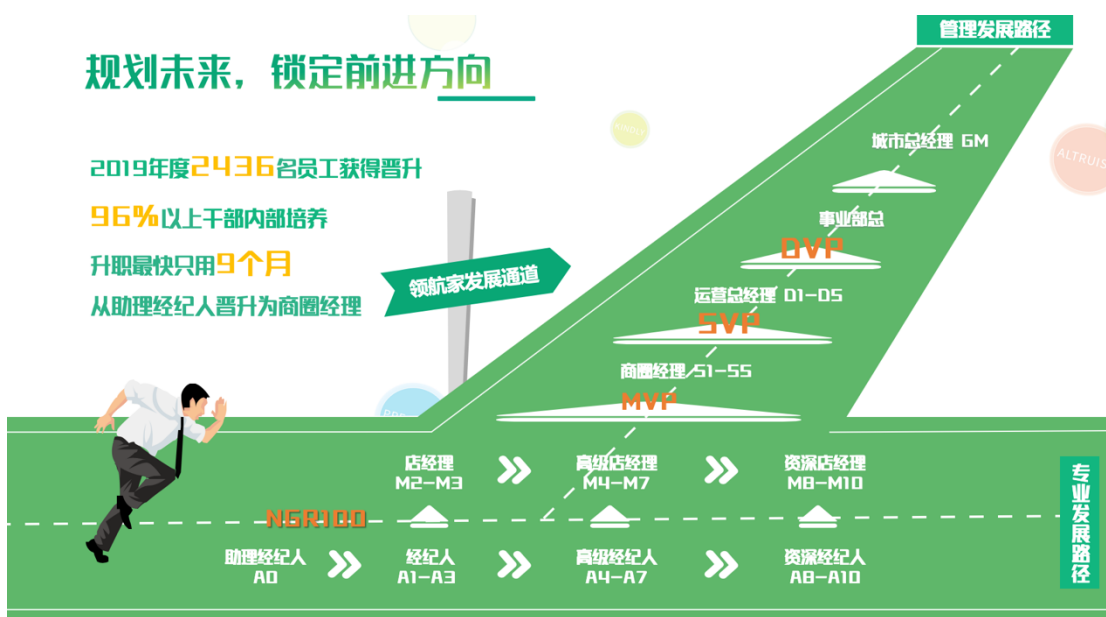 管理发展路径
规划未来，锁定前进方向
城市总经理 GM
ALTRUIS
2019年度2436名员工获得晋升
事业部总
96%以上干部内部培养
DVP
升职最快只用9个月
领航家发展通道
运营总经理 D1-D5
从助理经纪人晋升为商圈经理
SVP
商圈经理 S1-S5
MVP
店经理
M2-M3
高级店经理
M4-M7
资深店经理
M8-M10
专业发展路径
NGR100
助理经纪人
A0
经纪人
A1-A3
高级经纪人
A4-A7
资深经纪人
A8-A10